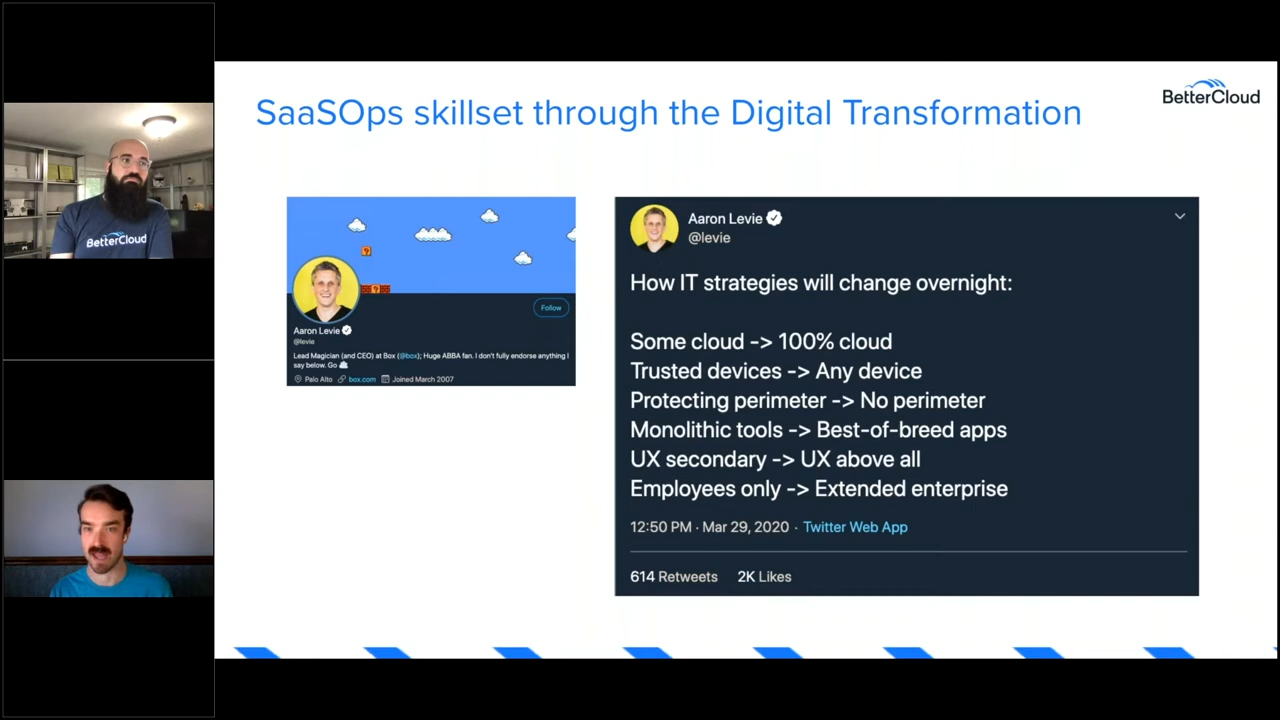 SaaSOps skillset through the Digital Transformation
BetterCloud
BetterCloud
Follow
Aaron Levie
@levie
Lead Magician (and CEO) at Box (@box); Huge ABBA fan. I don't fully endorse anything I
say below. Go
Palo Alto box.com Joined March 2007
Aaron Levie
@levie
How IT strategies will change overnight:
Some cloud -> 100% cloud
Trusted devices -> Any device
Protecting perimeter -> No perimeter
Monolithic tools -> Best-of-breed apps
UX secondary -> UX above all
Employees only -> Extended enterprise
12:50 PM · Mar 29, 2020 · Twitter Web App
614 Retweets 2K Likes